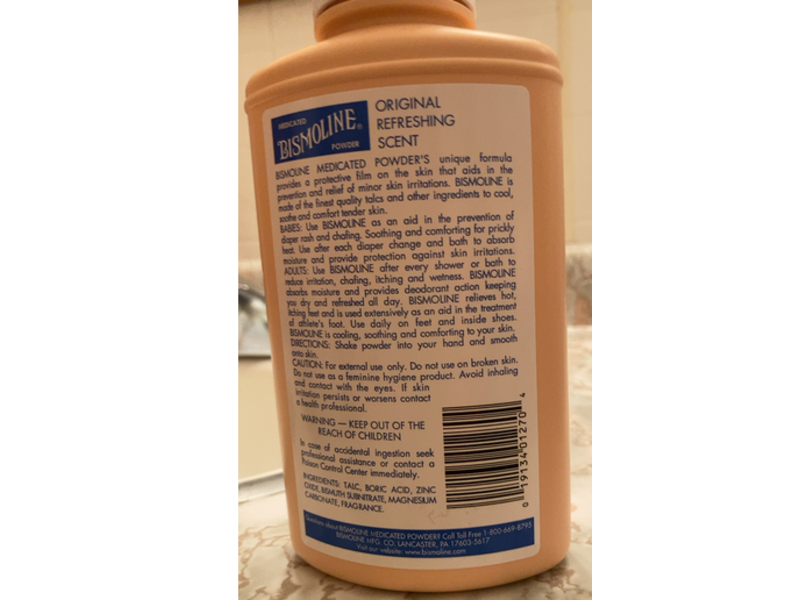 MEDICATED
BISMOLINE®
POWDER
ORIGINAL
REFRESHING
SCENT
BISMOLINE MEDICATED POWDER'S unique formula
provides a protective film on the skin that aids in the
prevention and relief of minor skin irritations. BISMOLINE is
made of the finest quality talcs and other ingredients to cool,
soothe and comfort tender skin.
BABIES: Use BISMOLINE as an aid in the prevention of
diaper rash and chafing. Soothing and comforting for prickly
heat. Use after each diaper change and bath to absorb
moisture and provide protection against skin irritations.
ADULTS: Use BISMOLINE after every shower or bath to
reduce irritation, chafing, itching and wetness. BISMOLINE
absorbs moisture and provides deodorant action keeping
you dry and refreshed all day. BISMOLINE relieves hot,
itching feet and is used extensively as an aid in the treatment
of athlete's foot. Use daily on feet and inside shoes.
BISMOLINE is cooling, soothing and comforting to your skin.
DIRECTIONS: Shake powder into your hand and smooth
onto skin.
CAUTION: For external use only. Do not use on broken skin.
Do not use as a feminine hygiene product. Avoid inhaling
and contact with the eyes. If skin
irritation persists or worsens contact
a health professional.
WARNING — KEEP OUT OF THE
REACH OF CHILDREN
In case of accidental ingestion seek
professional assistance or contact a
Poison Control Center immediately.
INGREDIENTS: TALC, BORIC ACID, ZINC
OXIDE, BISMUTH SUBNITRATE, MAGNESIUM
CARBONATE, FRAGRANCE.
0 19134 01270 4
Questions about BISMOLINE MEDICATED POWDER? Call Toll Free 1-800-669-8795
BISMOLINE MFG. CO. LANCASTER, PA 17603-5617
Visit our website: www.bismoline.com